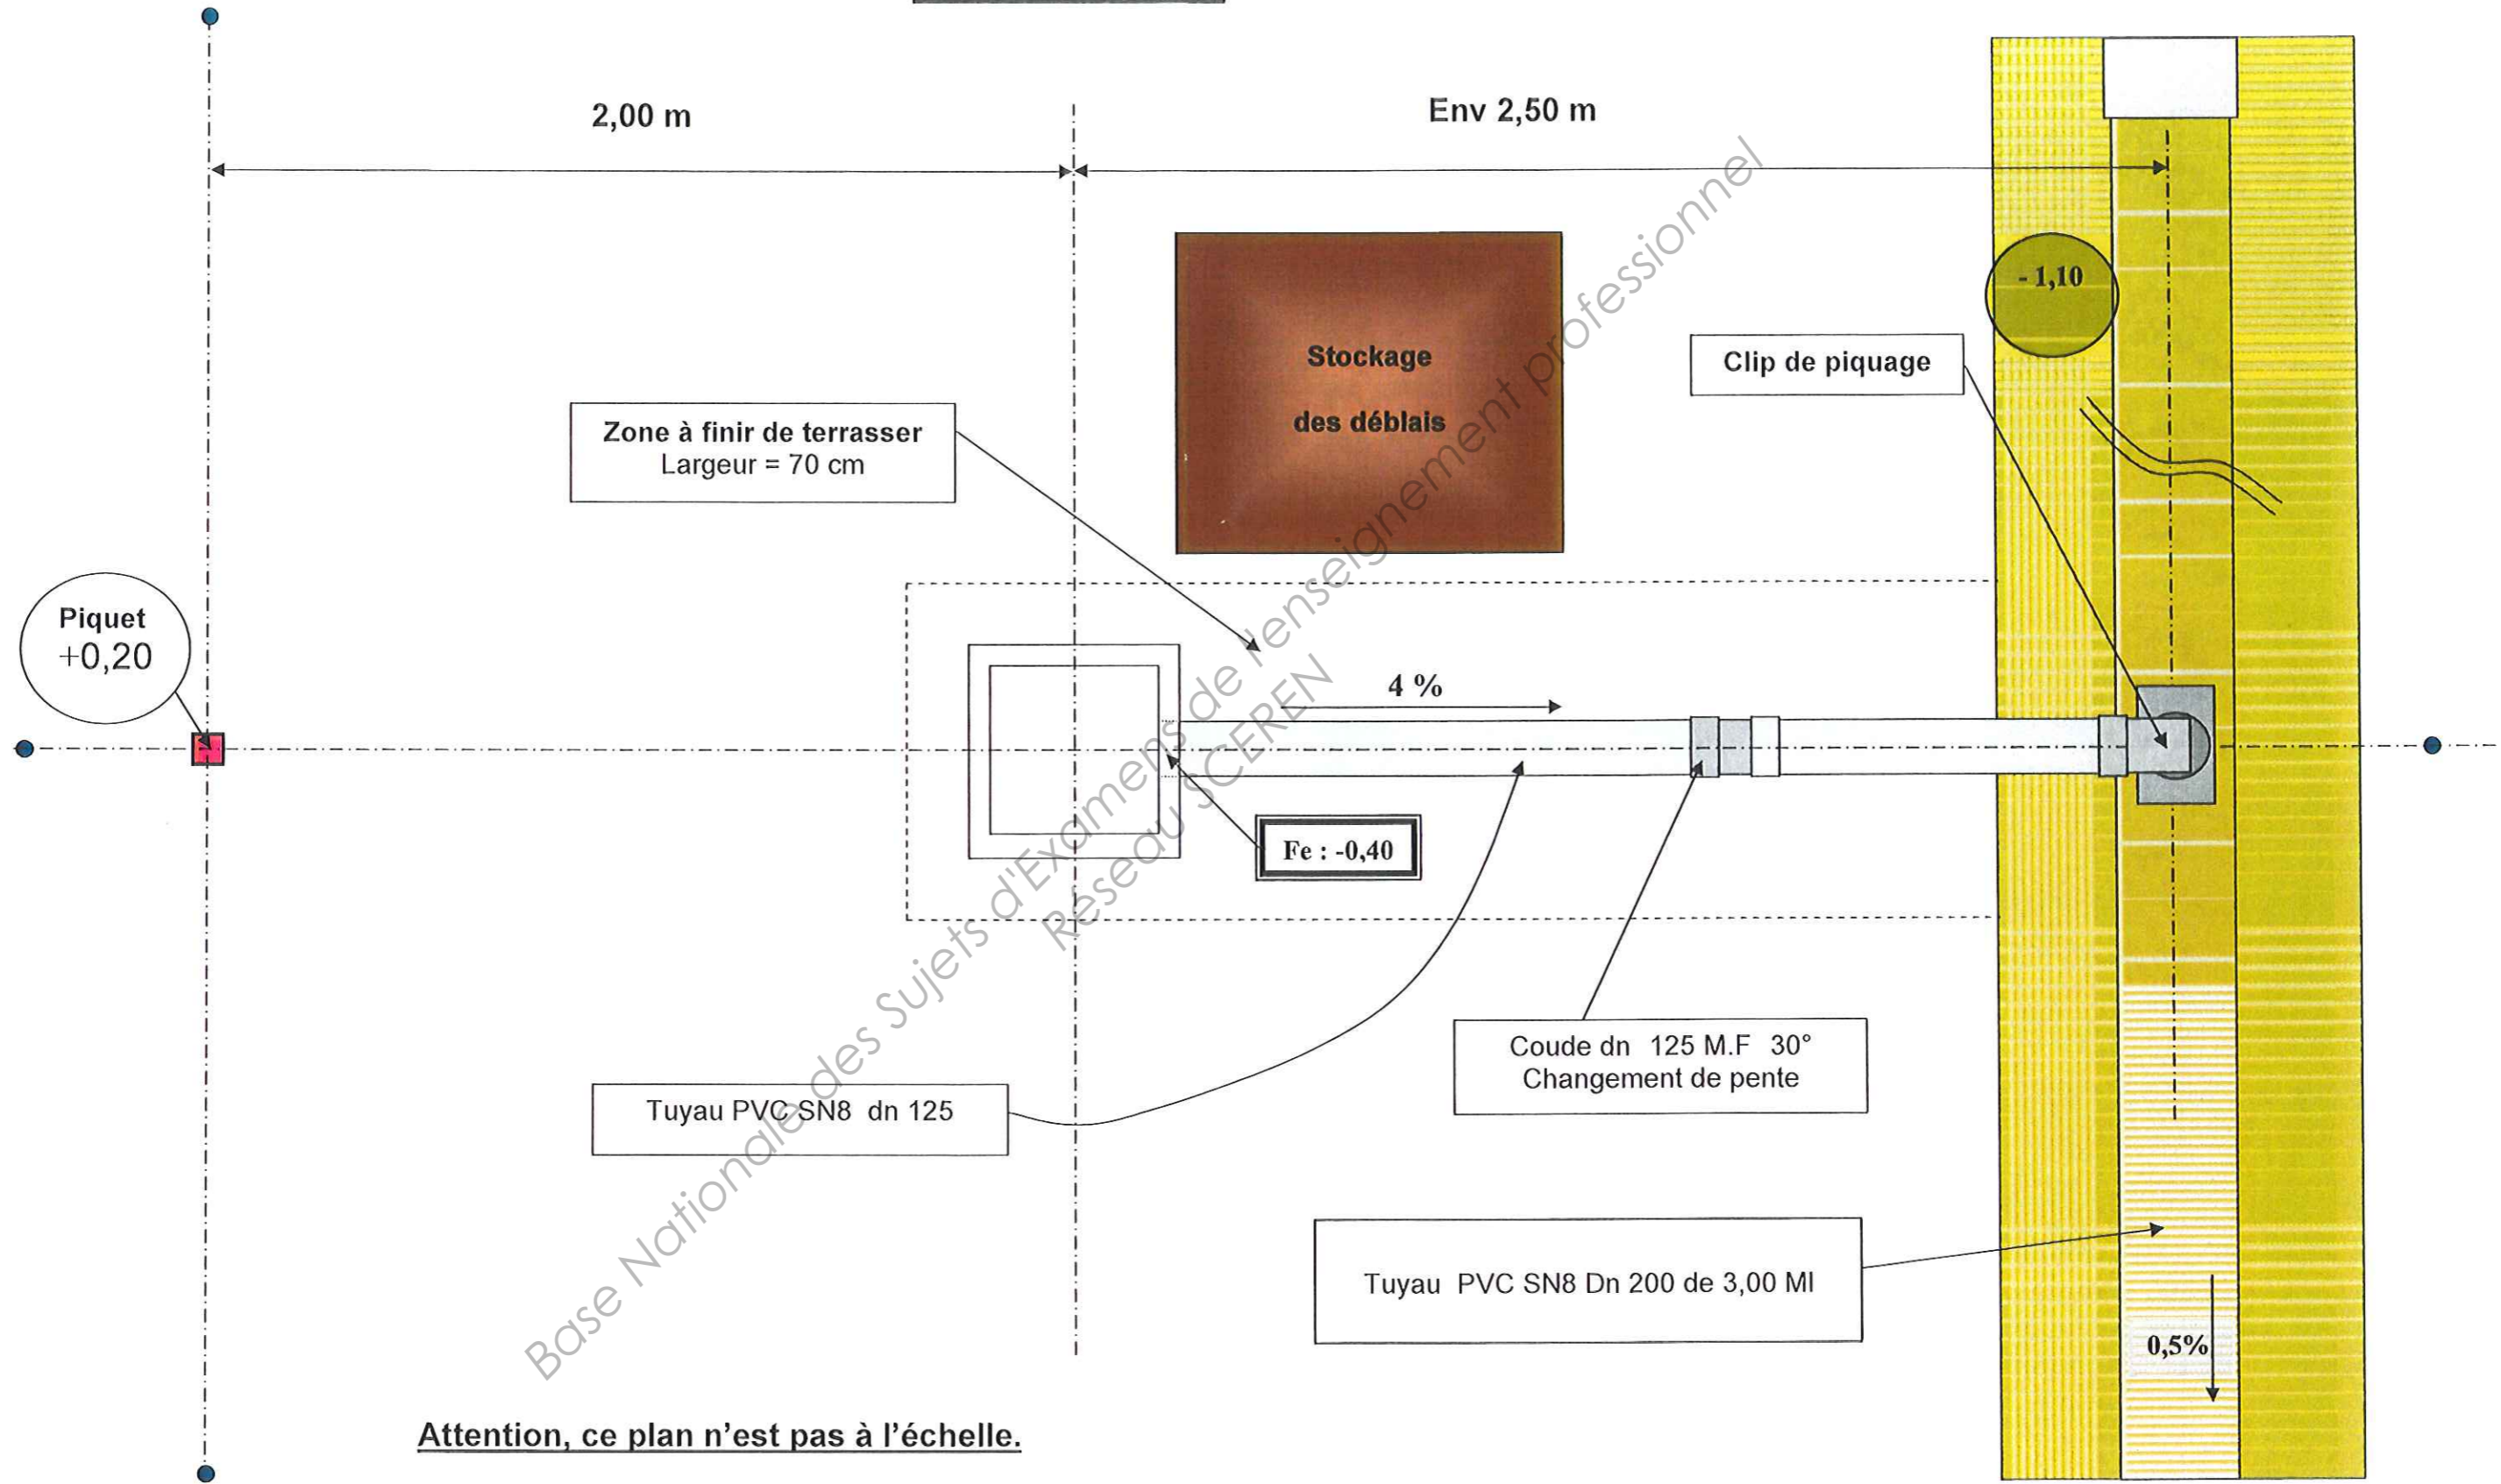 2,00 m
Env 2,50 m
- 1,10
Stockage
des déblais
Clip de piquage
Zone à finir de terrasser
Largeur = 70 cm
Piquet
+0,20
4 %
Fe : -0,40
Coude dn 125 M.F 30°
Changement de pente
Tuyau PVC SN8 dn 125
Tuyau PVC SN8 Dn 200 de 3,00 Ml
0,5%
Attention, ce plan n'est pas à l'échelle.
Base Nationale des Sujets d'Examens de l'enseignement professionnel
Réseau SCEREN